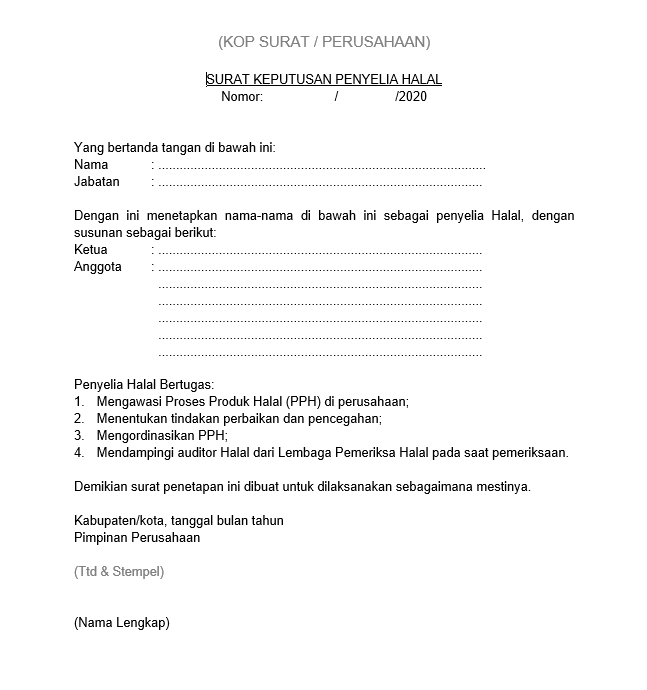 (KOP SURAT / PERUSAHAAN)
SURAT KEPUTUSAN PENYELIA HALAL
Nomor: / /2020
Yang bertanda tangan di bawah ini:
Nama : ...........................................................................................
Jabatan : ..........................................................................................
Dengan ini menetapkan nama-nama di bawah ini sebagai penyelia Halal, dengan
susunan sebagai berikut:
Ketua : ..........................................................................................
Anggota : ..........................................................................................
..........................................................................................
..........................................................................................
..........................................................................................
..........................................................................................
..........................................................................................
Penyelia Halal Bertugas:
1. Mengawasi Proses Produk Halal (PPH) di perusahaan;
2. Menentukan tindakan perbaikan dan pencegahan;
3. Mengordinasikan PPH;
4. Mendampingi auditor Halal dari Lembaga Pemeriksa Halal pada saat pemeriksaan.
Demikian surat penetapan ini dibuat untuk dilaksanakan sebagaimana mestinya.
Kabupaten/kota, tanggal bulan tahun
Pimpinan Perusahaan
(Ttd & Stempel)
(Nama Lengkap)